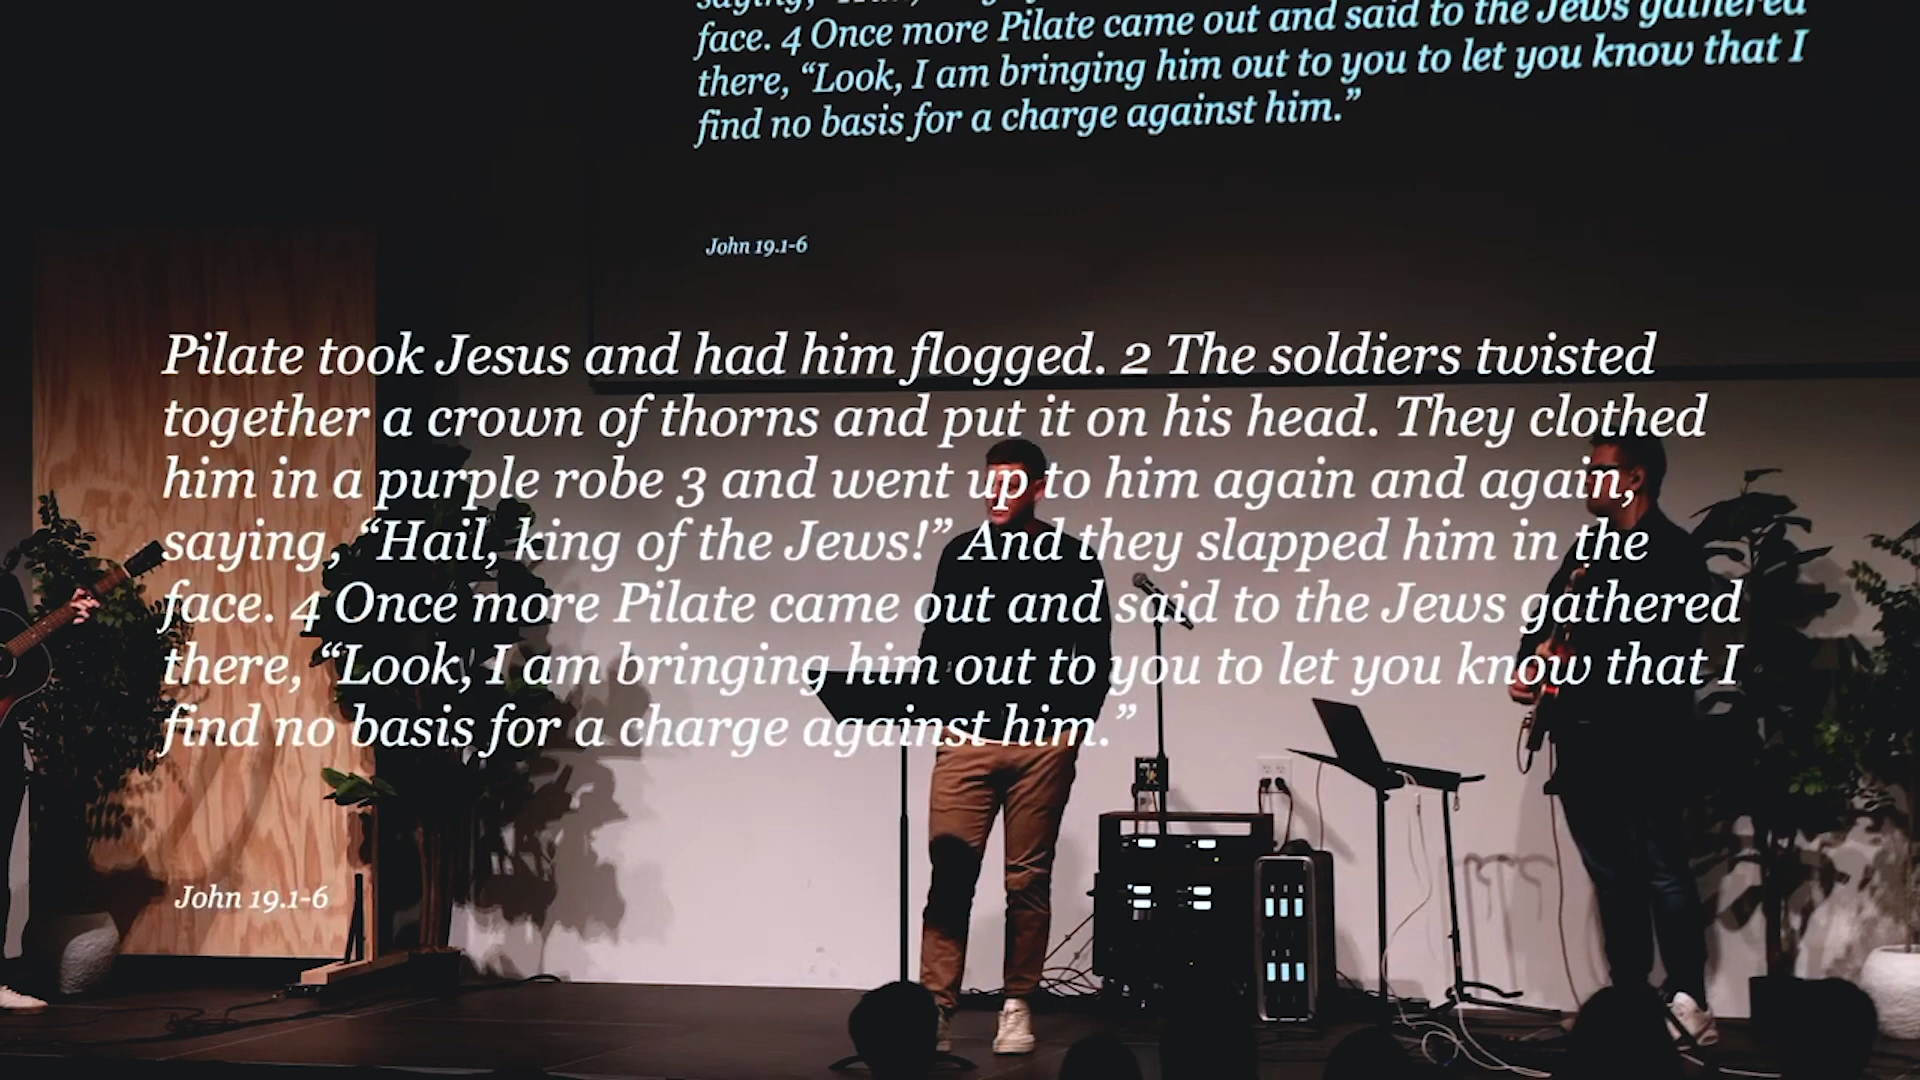 face. 4 Once more Pilate came out and said to the Jews gathered
there, “Look, I am bringing him out to you to let you know that I
find no basis for a charge against him.”
John 19.1-6
Pilate took Jesus and had him flogged. 2 The soldiers twisted
together a crown of thorns and put it on his head. They clothed
him in a purple robe 3 and went up to him again and again,
saying, “Hail, king of the Jews!” And they slapped him in the
face. 4 Once more Pilate came out and said to the Jews gathered
there, “Look, I am bringing him out to you to let you know that I
find no basis for a charge against him.”
John 19.1-6